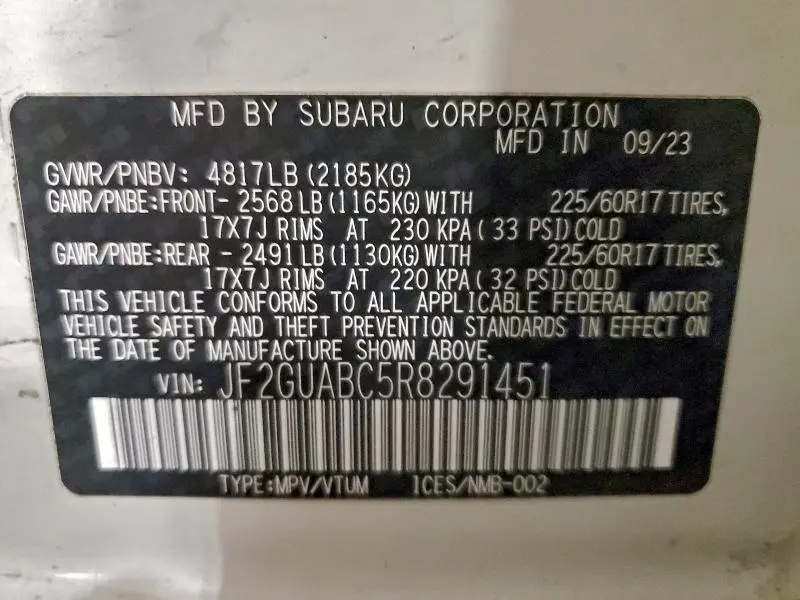 MFD BY SUBARU CORPORATION
MFD IN 09/23
GVWR/PNBV: 4817LB (2185KG)
GAWR/PNBE:FRONT- 2568 LB (1165KG) WITH 225/60R17 TIRES,
17X7J RIMS AT 230 KPA ( 33 PSI) COLD
GAWR/PNBE:REAR - 2491 LB (1130KG) WITH 225/60R17 TIRES,
17X7J RIMS AT 220 KPA ( 32 PSI) COLD
THIS VEHICLE CONFORMS TO ALL APPLICABLE FEDERAL MOTOR
VEHICLE SAFETY AND THEFT PREVENTION STANDARDS IN EFFECT ON
THE DATE OF MANUFACTURE SHOWN ABOVE.
VIN: JF2GUABC5R8291451
TYPE:MPV/VTUM ICES/NMB-002